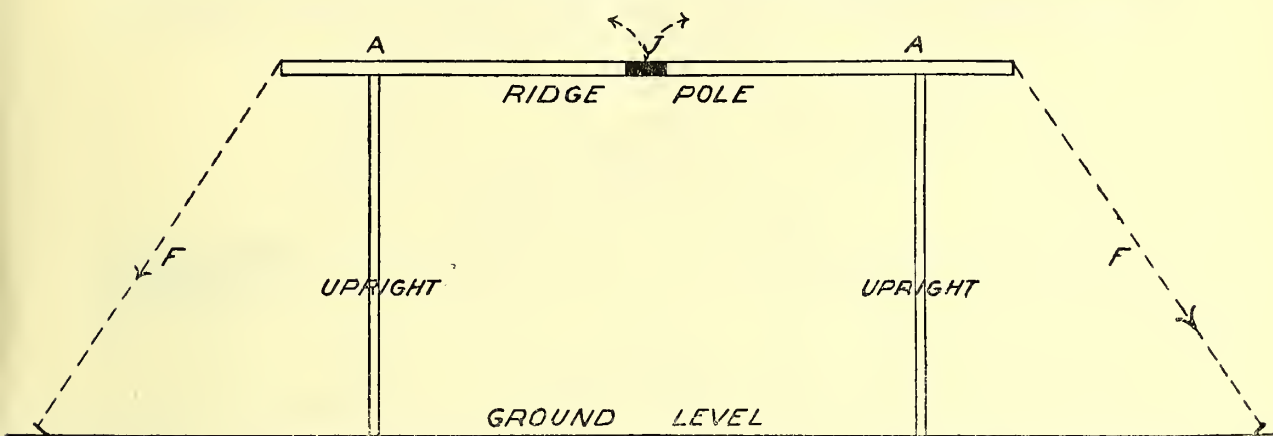 A J A
RIDGE POLE
F F
UPRIGHT UPRIGHT
GROUND LEVEL